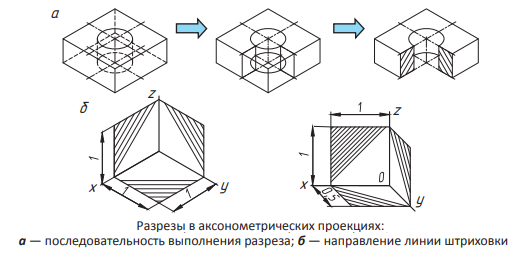 а
б
z
1
x
1
1
y
1
z
1
x
0,5
0
y
Разрезы в аксонометрических проекциях:
а — последовательность выполнения разреза; б — направление линии штриховки